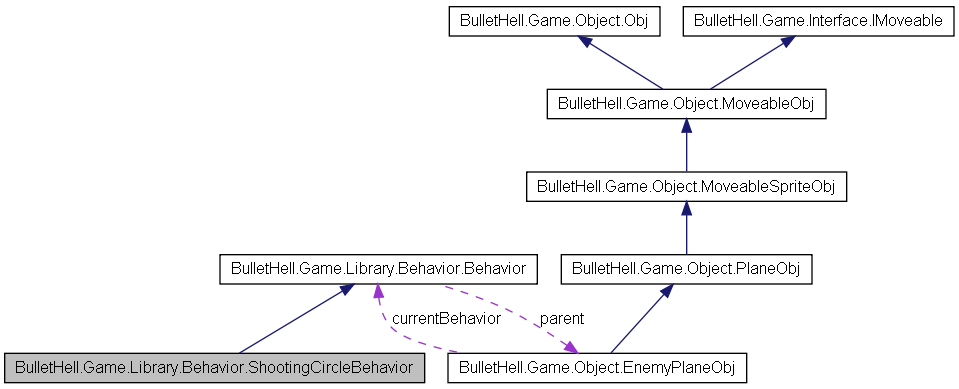 BulletHell.Game.Object.Obj
BulletHell.Game.Interface.IMoveable
BulletHell.Game.Object.MoveableObj
BulletHell.Game.Object.MoveableSpriteObj
BulletHell.Game.Library.Behavior.Behavior
BulletHell.Game.Object.PlaneObj
currentBehavior
parent
BulletHell.Game.Library.Behavior.ShootingCircleBehavior
BulletHell.Game.Object.EnemyPlaneObj